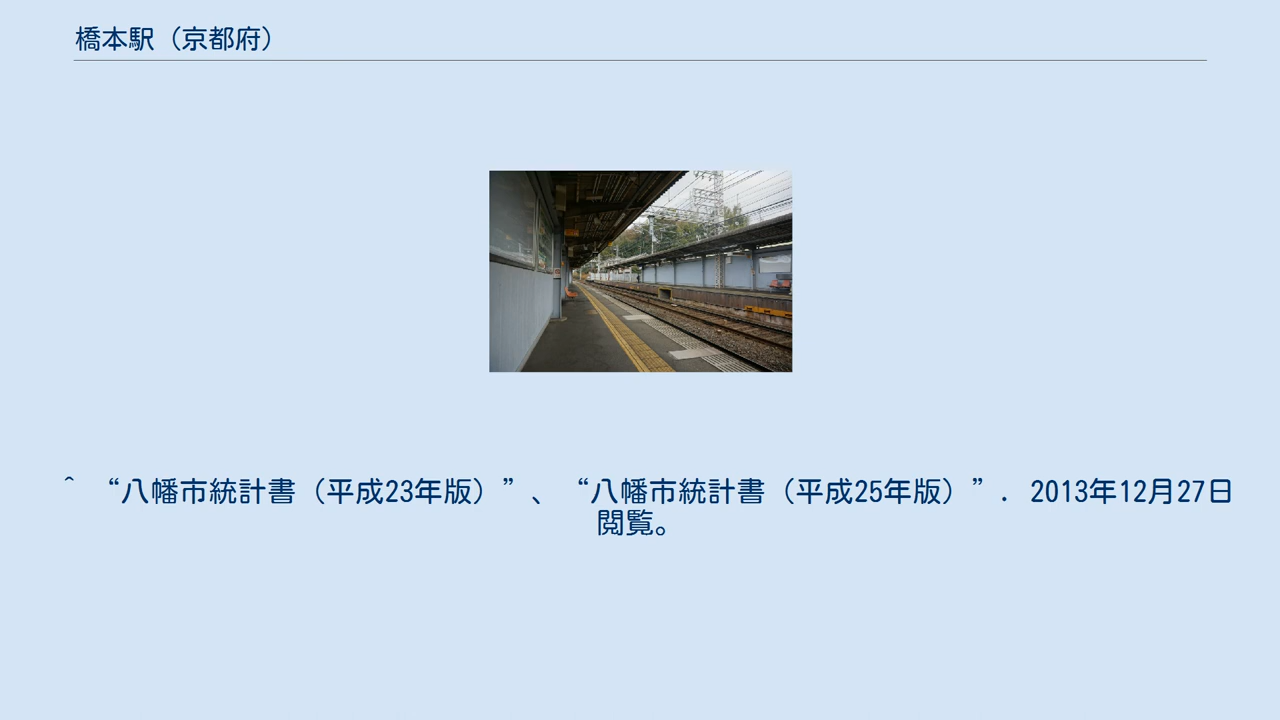 橋本駅（京都府）
^ “八幡市統計書（平成23年版）”、“八幡市統計書（平成25年版）”. 2013年12月27日
閲覧。